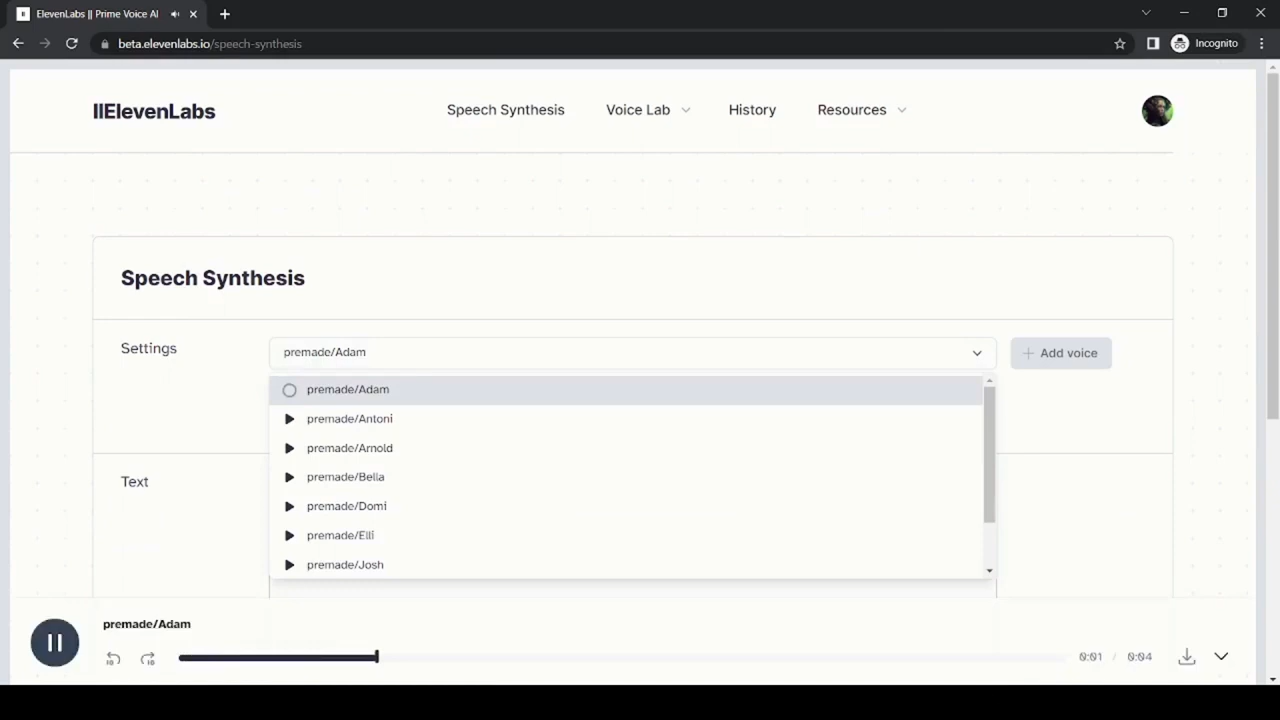 ElevenLabs || Prime Voice AI
beta.elevenlabs.io/speech-synthesis
Incognito
IIElevenLabs
Speech Synthesis
Voice Lab
History
Resources
Speech Synthesis
Settings
premade/Adam
Add voice
premade/Adam
premade/Antoni
premade/Arnold
premade/Bella
premade/Domi
premade/Elli
premade/Josh
Text
premade/Adam
10
10
0:01 / 0:04